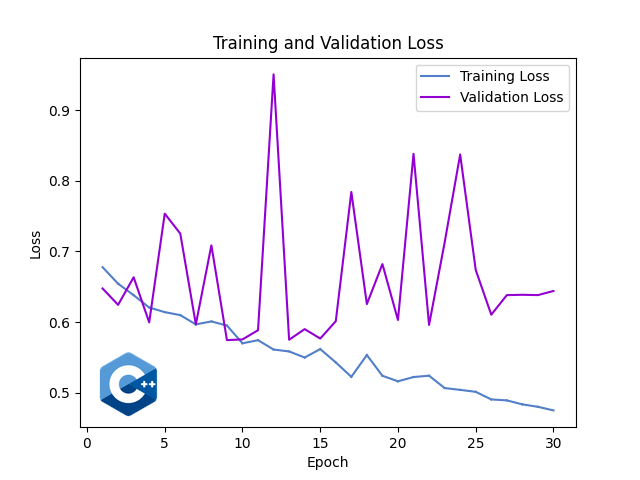 Training and Validation Loss
Training Loss
Validation Loss
0.9
0.8
0.7
0.6
0.5
Loss
C++
0 5 10 15 20 25 30
Epoch